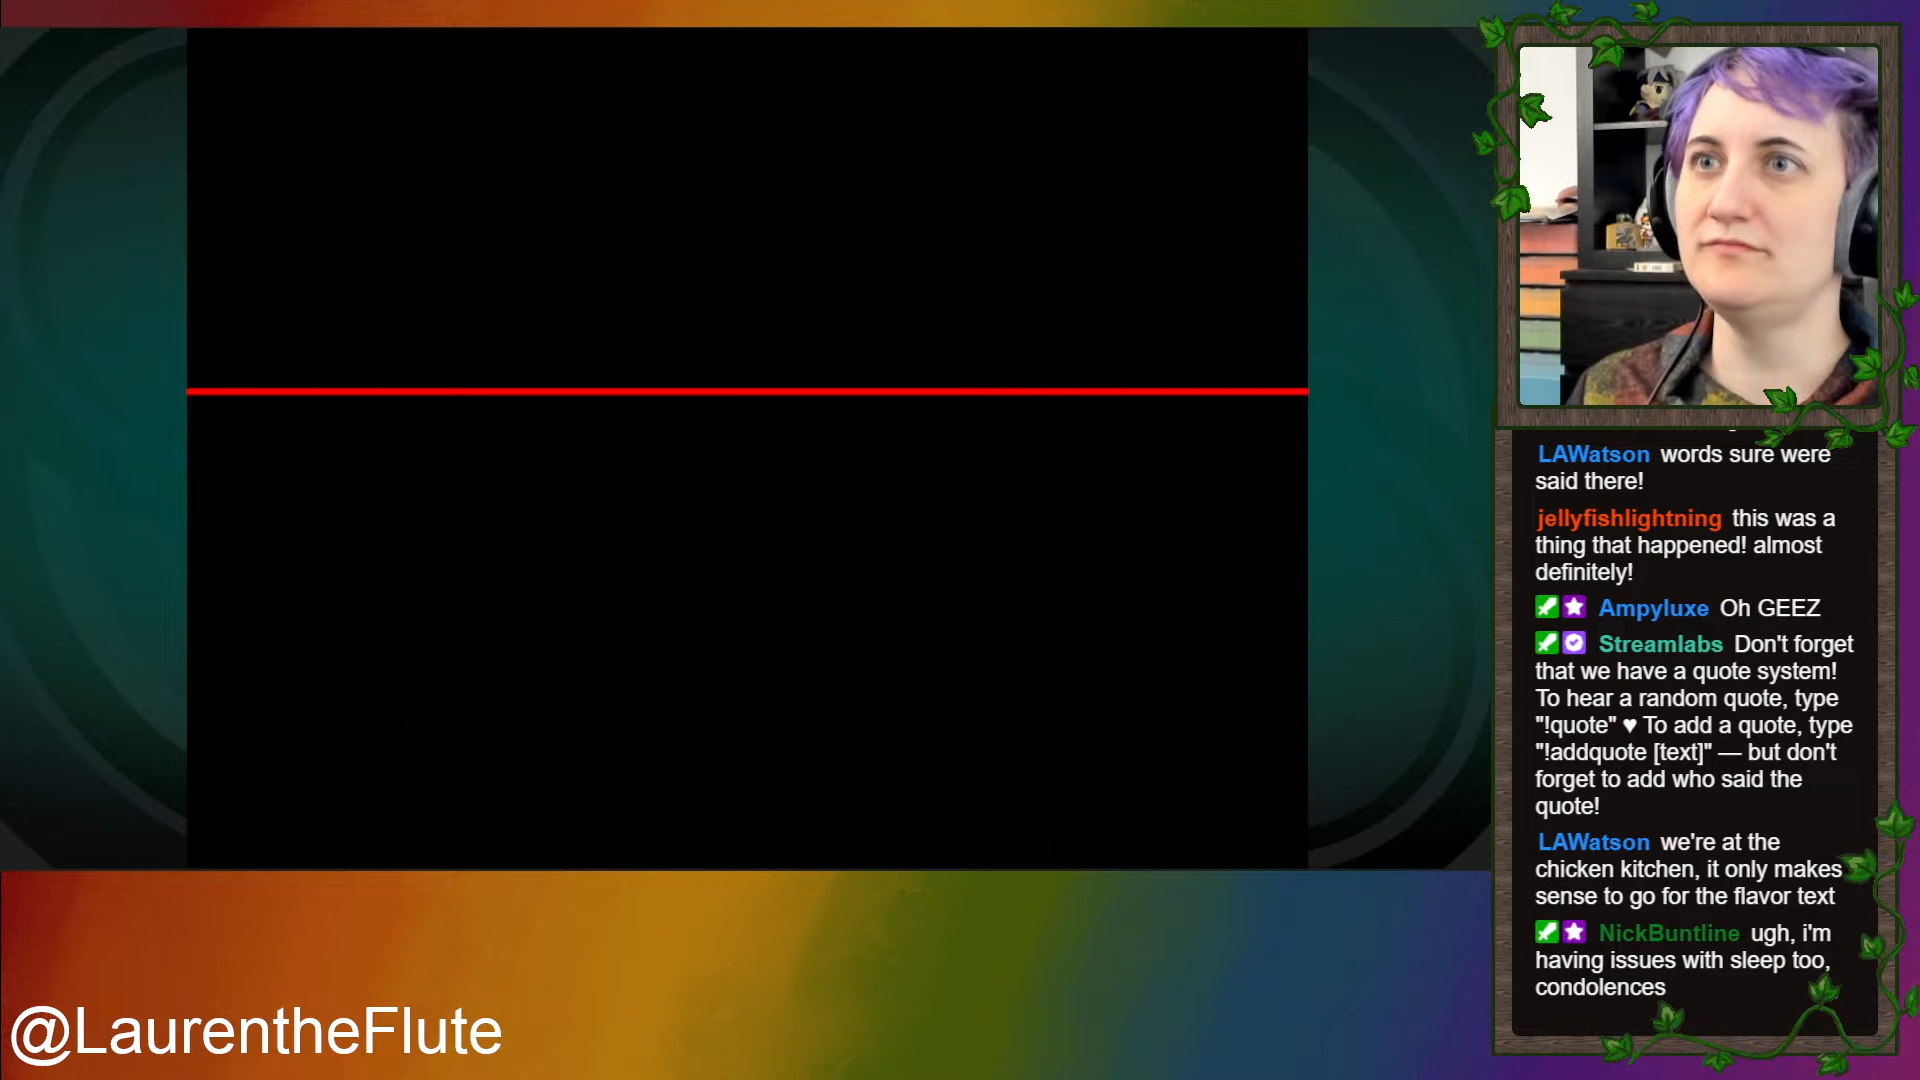 LAWatson words sure were
said there!
jellyfishlightning this was a
thing that happened! almost
definitely!
Ampyluxe Oh GEEZ
Streamlabs Don't forget
that we have a quote system!
To hear a random quote, type
"!quote" ♥ To add a quote, type
"!addquote [text]" — but don't
forget to add who said the
quote!
LAWatson we're at the
chicken kitchen, it only makes
sense to go for the flavor text
NickBuntline ugh, i'm
having issues with sleep too,
condolences
@LaurentheFlute